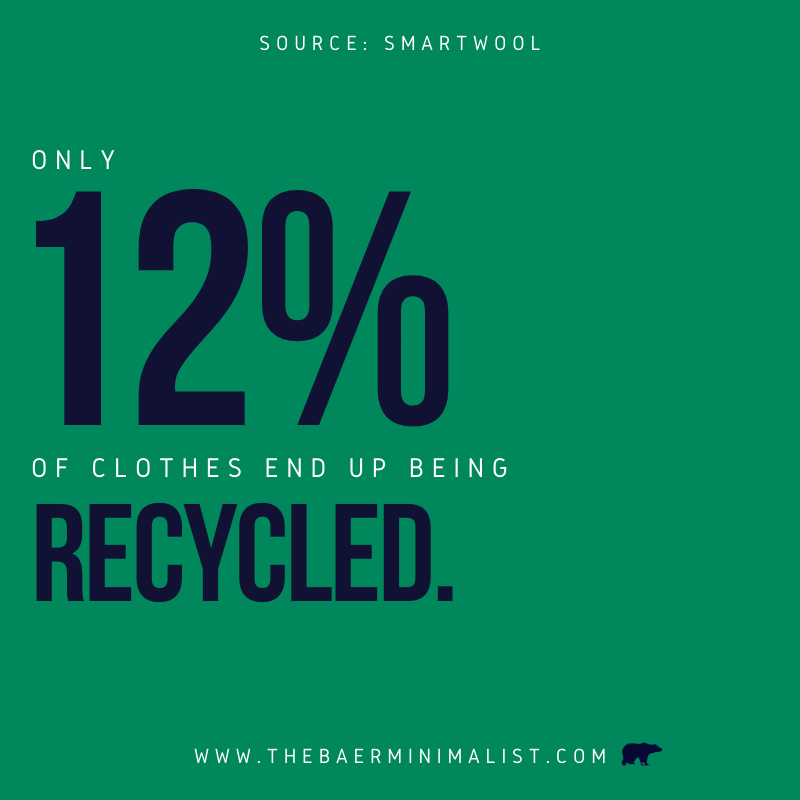 SOURCE: SMARTWOOL
ONLY
12%
OF CLOTHES END UP BEING
RECYCLED.
WWW.THEBAERMINIMALIST.COM